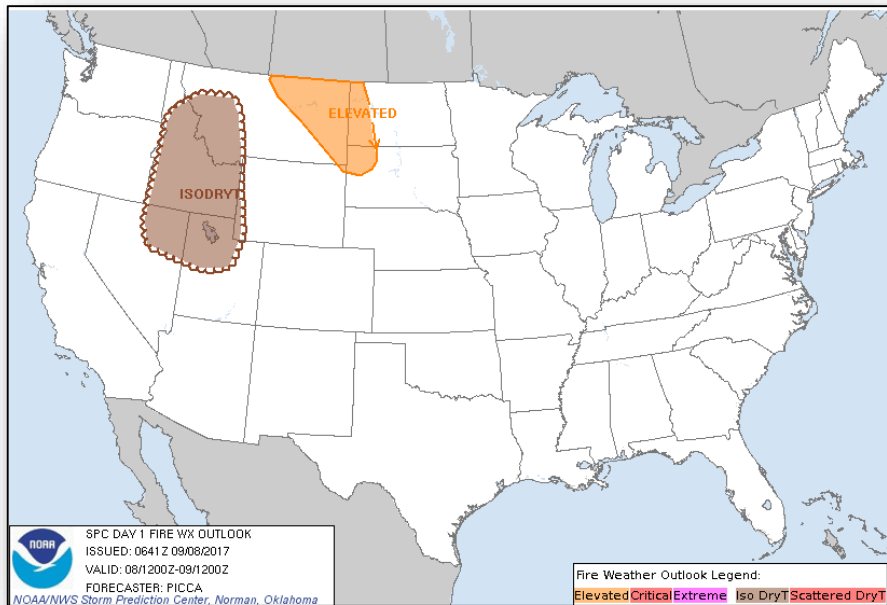 ELEVATED
ISODRYT
NOAA
SPC DAY 1 FIRE WX OUTLOOK
ISSUED: 0641Z 09/08/2017
VALID: 08/1200Z-09/1200Z
FORECASTER: PICCA
NOAA/NWS Storm Prediction Center, Norman, Oklahoma
Fire Weather Outlook Legend:
Elevated Critical Extreme Iso DryT Scattered DryT